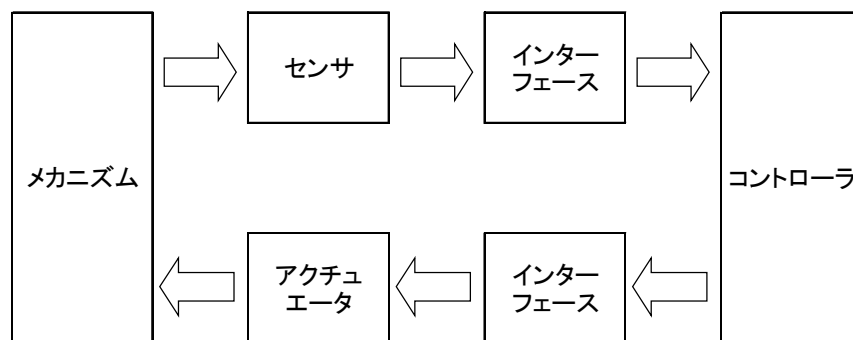 センサ
インター
フェース
メカニズム
コントローラ
アクチュ
エータ
インター
フェース